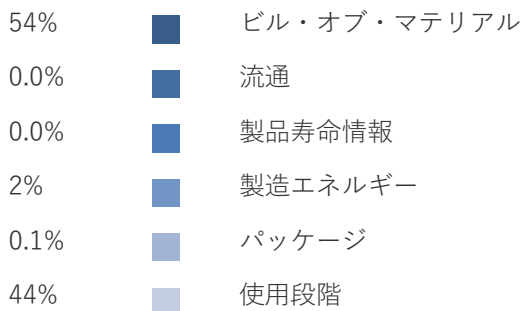 54% ビル・オブ・マテリアル
0.0% 流通
0.0% 製品寿命情報
2% 製造エネルギー
0.1% パッケージ
44% 使用段階